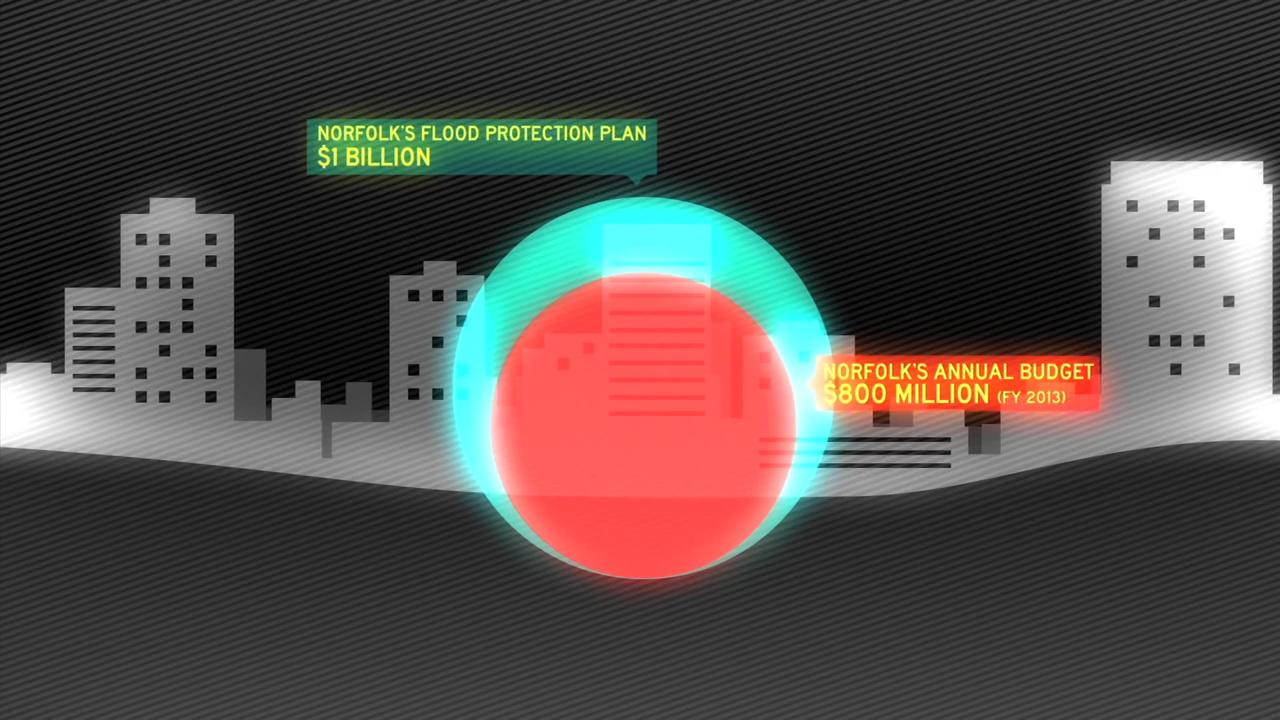 NORFOLK'S FLOOD PROTECTION PLAN
$1 BILLION
NORFOLK'S ANNUAL BUDGET
$800 MILLION (FY 2013)